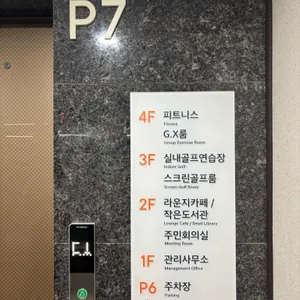 P7
4F 피트니스
Fitness
G.X룸
Group Exercise Room
3F 실내골프연습장
Indoor Golf
스크린골프룸
Screen Golf Room
2F 라운지카페 /
작은도서관
Lounge Cafe / Small Library
주민회의실
Meeting Room
1F 관리사무소
Management Office
P6 주차장
Parking